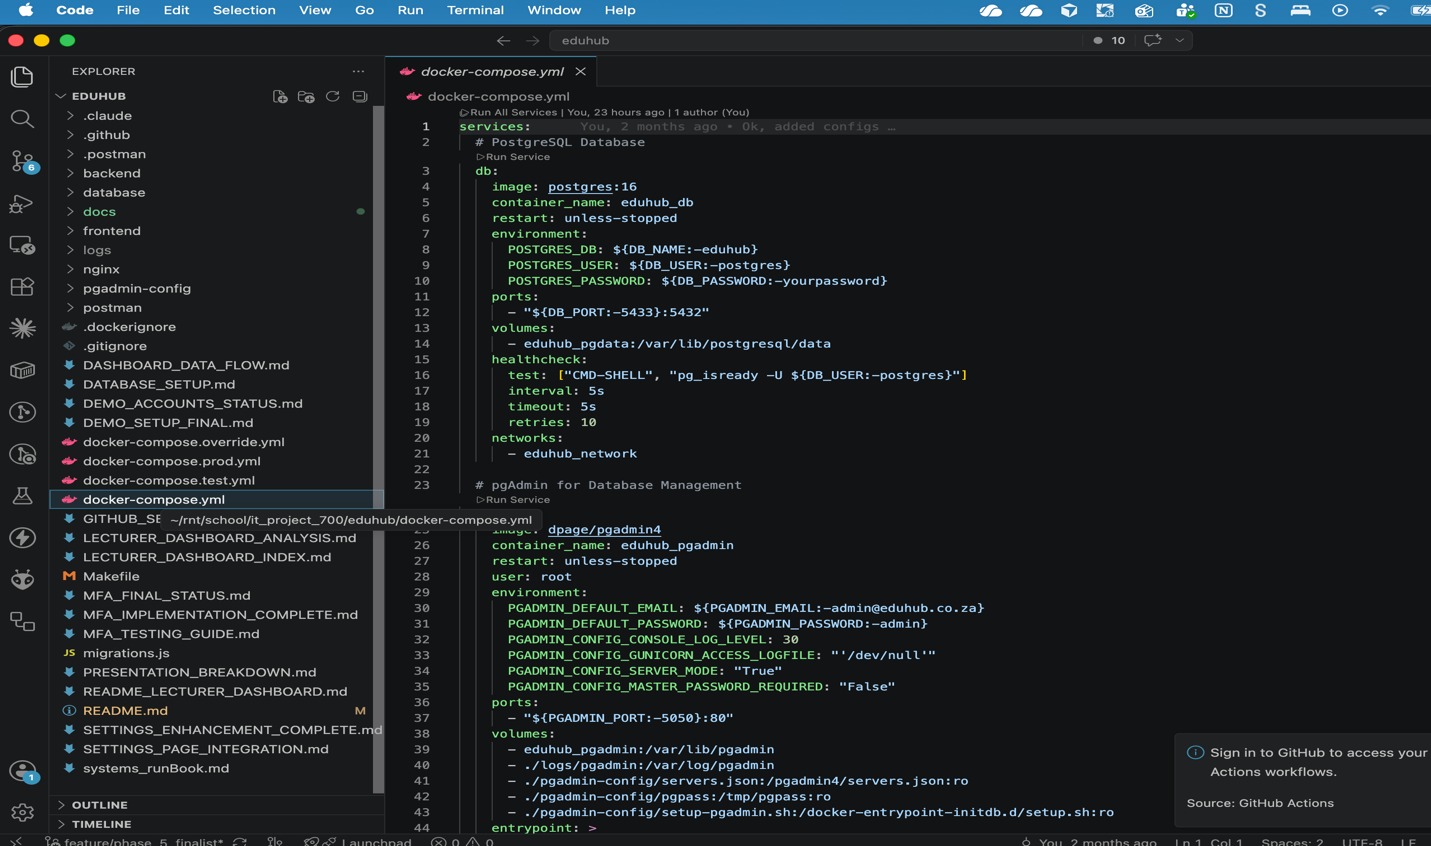 Code File Edit Selection View Go Run Terminal Window Help
eduhub
10
EXPLORER
EDUHUB
.claude
.github
.postman
backend
database
docs
frontend
logs
nginx
pgadmin-config
postman
.dockerignore
.gitignore
DASHBOARD_DATA_FLOW.md
DATABASE_SETUP.md
DEMO_ACCOUNTS_STATUS.md
DEMO_SETUP_FINAL.md
docker-compose.override.yml
docker-compose.prod.yml
docker-compose.test.yml
docker-compose.yml
GITHUB_SE
~/rnt/school/it_project_700/eduhub/docker-compose.yml
LECTURER_DASHBOARD_ANALYSIS.md
LECTURER_DASHBOARD_INDEX.md
Makefile
MFA_FINAL_STATUS.md
MFA_IMPLEMENTATION_COMPLETE.md
MFA_TESTING_GUIDE.md
JS migrations.js
PRESENTATION_BREAKDOWN.md
README_LECTURER_DASHBOARD.md
README.md M
SETTINGS_ENHANCEMENT_COMPLETE.md
SETTINGS_PAGE_INTEGRATION.md
systems_runBook.md
OUTLINE
TIMELINE
6
1
docker-compose.yml
docker-compose.yml
Run All Services | You, 23 hours ago | 1 author (You)
1 services: You, 2 months ago • Ok, added configs …
2 # PostgreSQL Database
Run Service
3 db:
4 image: postgres:16
5 container_name: eduhub_db
6 restart: unless-stopped
7 environment:
8 POSTGRES_DB: ${DB_NAME:-eduhub}
9 POSTGRES_USER: ${DB_USER:-postgres}
10 POSTGRES_PASSWORD: ${DB_PASSWORD:-yourpassword}
11 ports:
12 - "${DB_PORT:-5433}:5432"
13 volumes:
14 - eduhub_pgdata:/var/lib/postgresql/data
15 healthcheck:
16 test: ["CMD-SHELL", "pg_isready -U ${DB_USER:-postgres}"]
17 interval: 5s
18 timeout: 5s
19 retries: 10
20 networks:
21 - eduhub_network
22
23 # pgAdmin for Database Management
Run Service
25 image: dpage/pgadmin4
26 container_name: eduhub_pgadmin
27 restart: unless-stopped
28 user: root
29 environment:
30 PGADMIN_DEFAULT_EMAIL: ${PGADMIN_EMAIL:-admin@eduhub.co.za}
31 PGADMIN_DEFAULT_PASSWORD: ${PGADMIN_PASSWORD:-admin}
32 PGADMIN_CONFIG_CONSOLE_LOG_LEVEL: 30
33 PGADMIN_CONFIG_GUNICORN_ACCESS_LOGFILE: "'/dev/null'"
34 PGADMIN_CONFIG_SERVER_MODE: "True"
35 PGADMIN_CONFIG_MASTER_PASSWORD_REQUIRED: "False"
36 ports:
37 - "${PGADMIN_PORT:-5050}:80"
38 volumes:
39 - eduhub_pgadmin:/var/lib/pgadmin
40 - ./logs/pgadmin:/var/log/pgadmin
41 - ./pgadmin-config/servers.json:/pgadmin4/servers.json:ro
42 - ./pgadmin-config/pgpass:/tmp/pgpass:ro
43 - ./pgadmin-config/setup-pgadmin.sh:/docker-entrypoint-initdb.d/setup.sh:ro
44 entrypoint: >
Sign in to GitHub to access your
Actions workflows.
Source: GitHub Actions
feature/phase_5_finalist* Launchpad 0 0 You, 2 months ago Ln 1, Col 1 Spaces: 2 UTF-8 LF